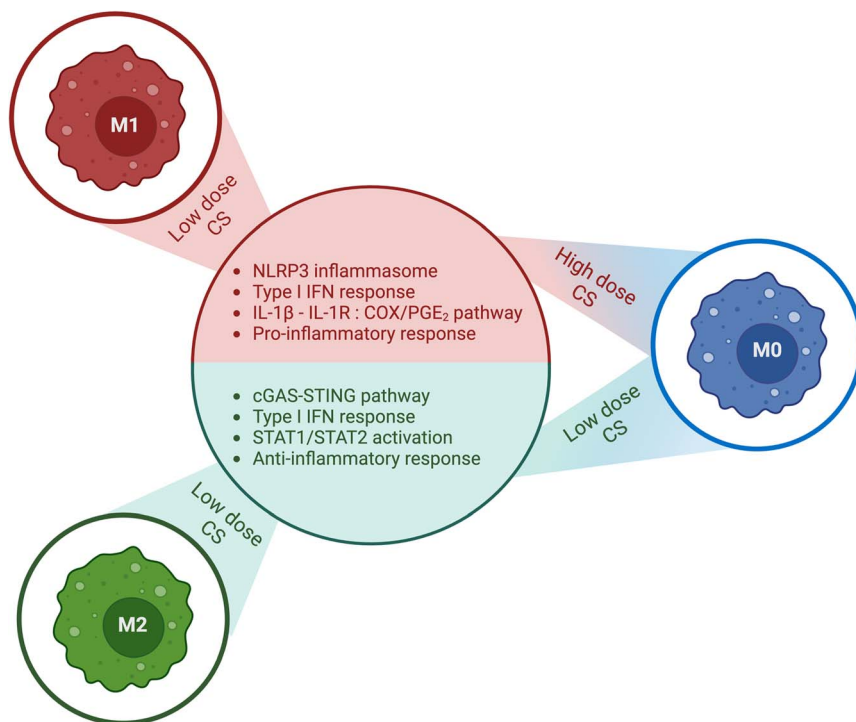 M1
Low dose
CS
• NLRP3 inflammasome
• Type I IFN response
• IL-1β - IL-1R : COX/PGE₂ pathway
• Pro-inflammatory response
High dose
CS
M0
• cGAS-STING pathway
• Type I IFN response
• STAT1/STAT2 activation
• Anti-inflammatory response
Low dose
CS
Low dose
CS
M2